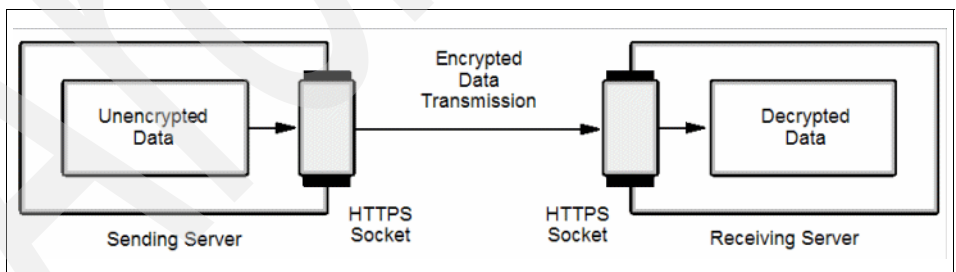 Encrypted
Data
Transmission
Unencrypted
Data
Decrypted
Data
HTTPS
Socket
HTTPS
Socket
Sending Server
Receiving Server